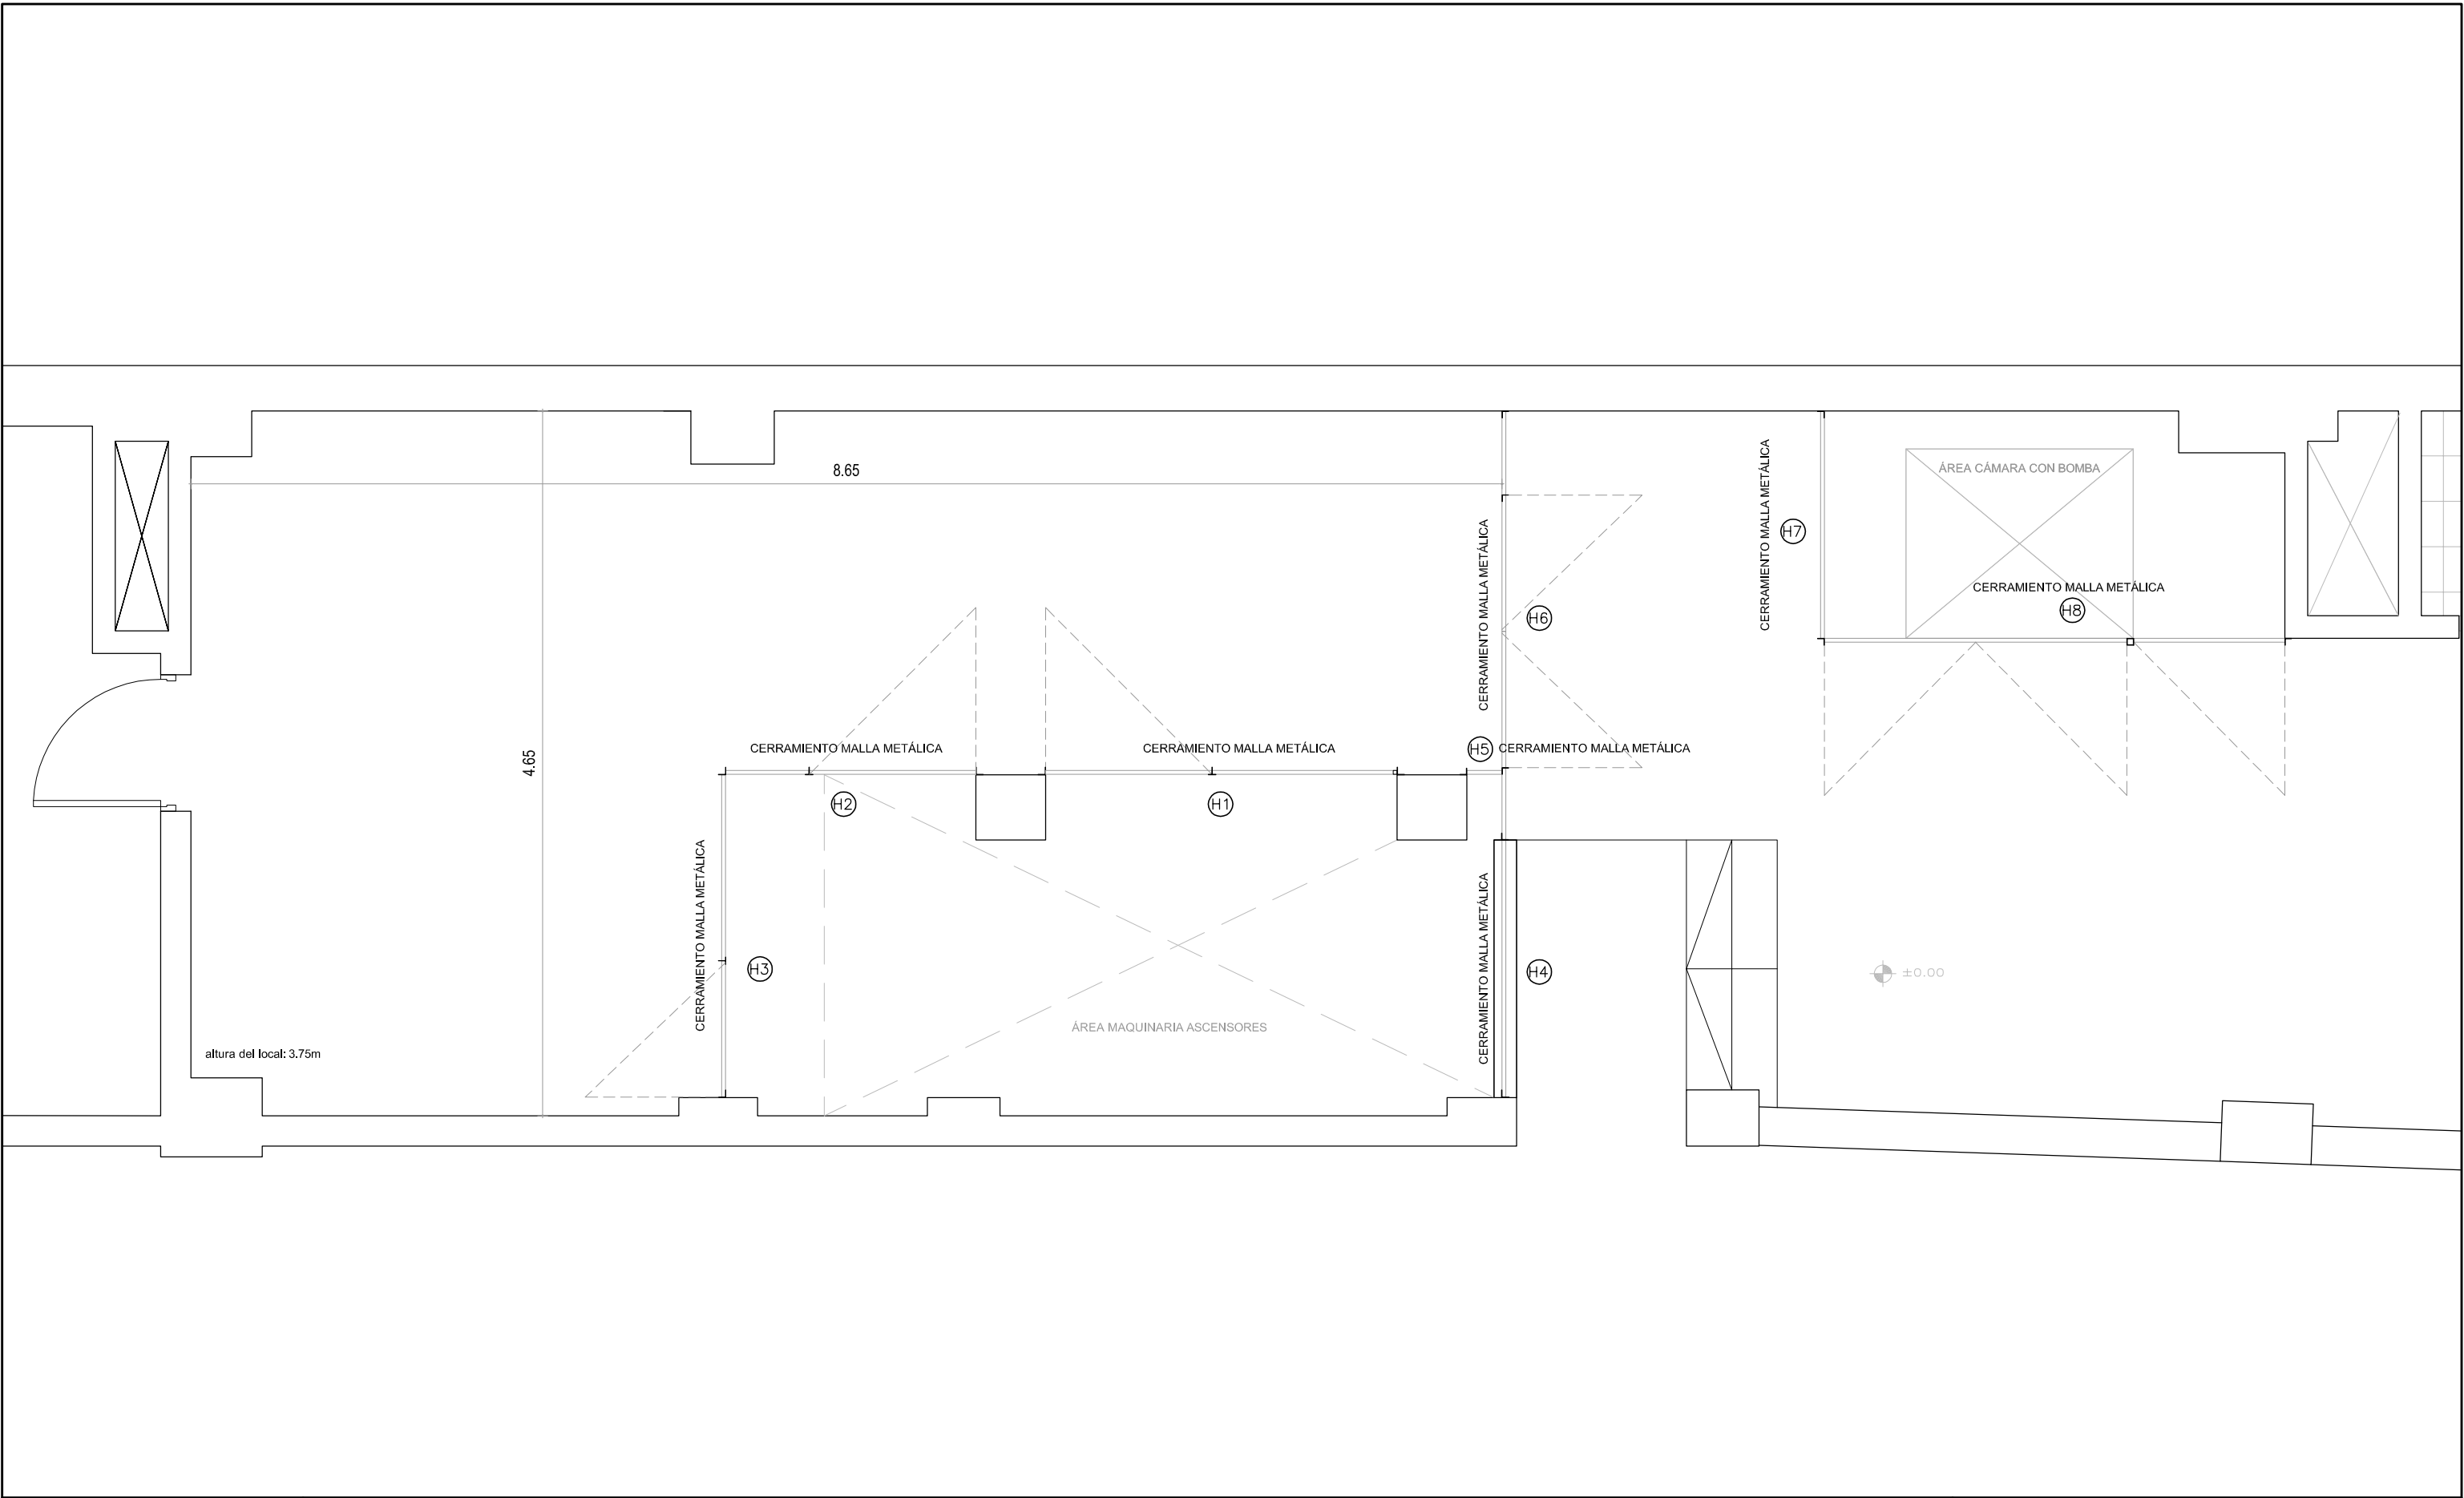 8.65
ÁREA CÁMARA CON BOMBA
CERRAMIENTO MALLA METÁLICA
H7
CERRAMIENTO MALLA METÁLICA
H8
CERRAMIENTO MALLA METÁLICA
H6
4.65
CERRAMIENTO MALLA METÁLICA
CERRAMIENTO MALLA METÁLICA
H5
CERRAMIENTO MALLA METÁLICA
H2
H1
CERRAMIENTO MALLA METÁLICA
H3
CERRAMIENTO MALLA METÁLICA
H4
±0.00
ÁREA MAQUINARIA ASCENSORES
altura del local: 3.75m